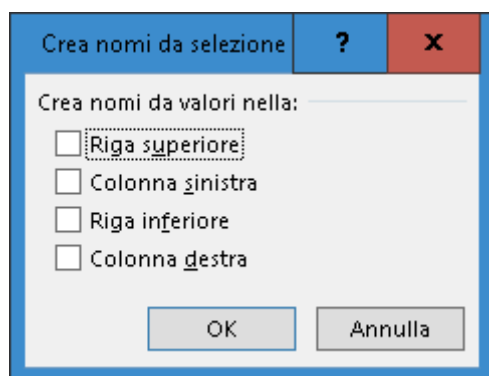 Crea nomi da selezione ? x
Crea nomi da valori nella:
Riga superiore
Colonna sinistra
Riga inferiore
Colonna destra
OK Annulla